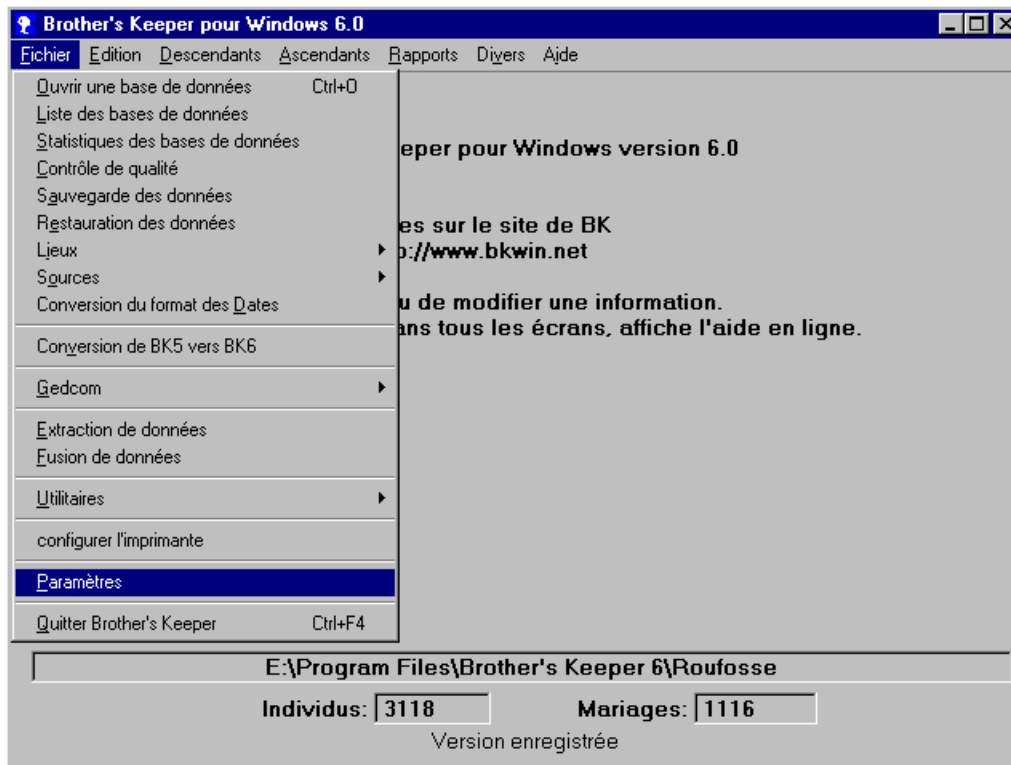 Brother's Keeper pour Windows 6.0
Fichier Edition Descendants Ascendants Rapports Divers Aide
Ouvrir une base de données Ctrl+O
Liste des bases de données
Statistiques des bases de données
eper pour Windows version 6.0
Contrôle de qualité
Sauvegarde des données
Restauration des données
es sur le site de BK
Lieux
p://www.bkwin.net
Sources
Conversion du format des Dates
u de modifier une information.
ans tous les écrans, affiche l'aide en ligne.
Conversion de BK5 vers BK6
Gedcom
Extraction de données
Fusion de données
Utilitaires
configurer l'imprimante
Paramètres
Quitter Brother's Keeper Ctrl+F4
E:\Program Files\Brother's Keeper 6\Roufosse
Individus: 3118 Mariages: 1116
Version enregistrée